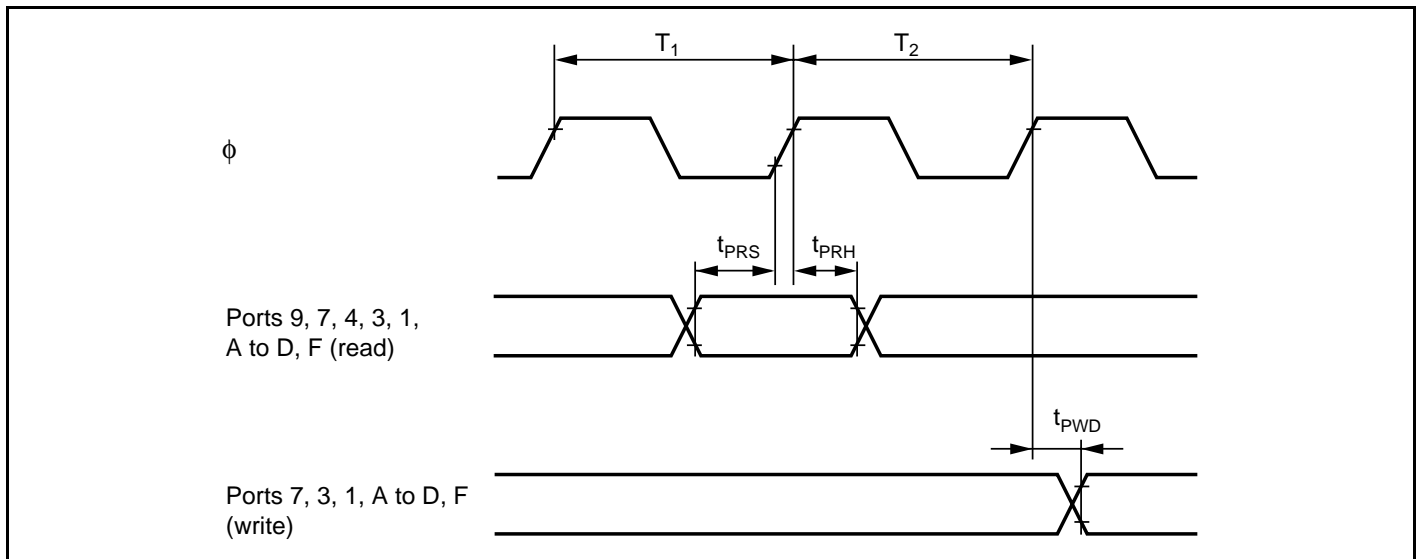 T₁
T₂
ϕ
tPRS
tPRH
Ports 9, 7, 4, 3, 1,
A to D, F (read)
tPWD
Ports 7, 3, 1, A to D, F
(write)